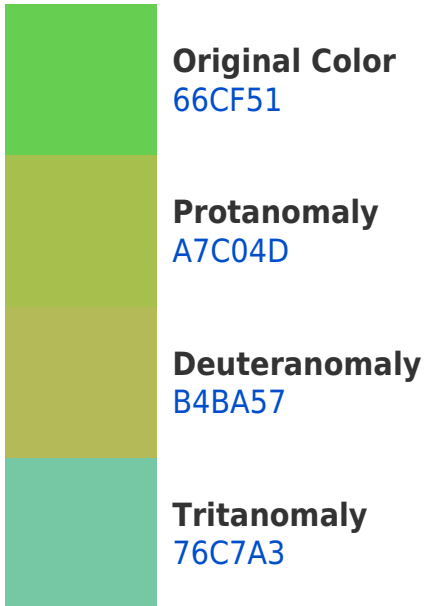 Original Color
66CF51
Protanomaly
A7C04D
Deuteranomaly
B4BA57
Tritanomaly
76C7A3